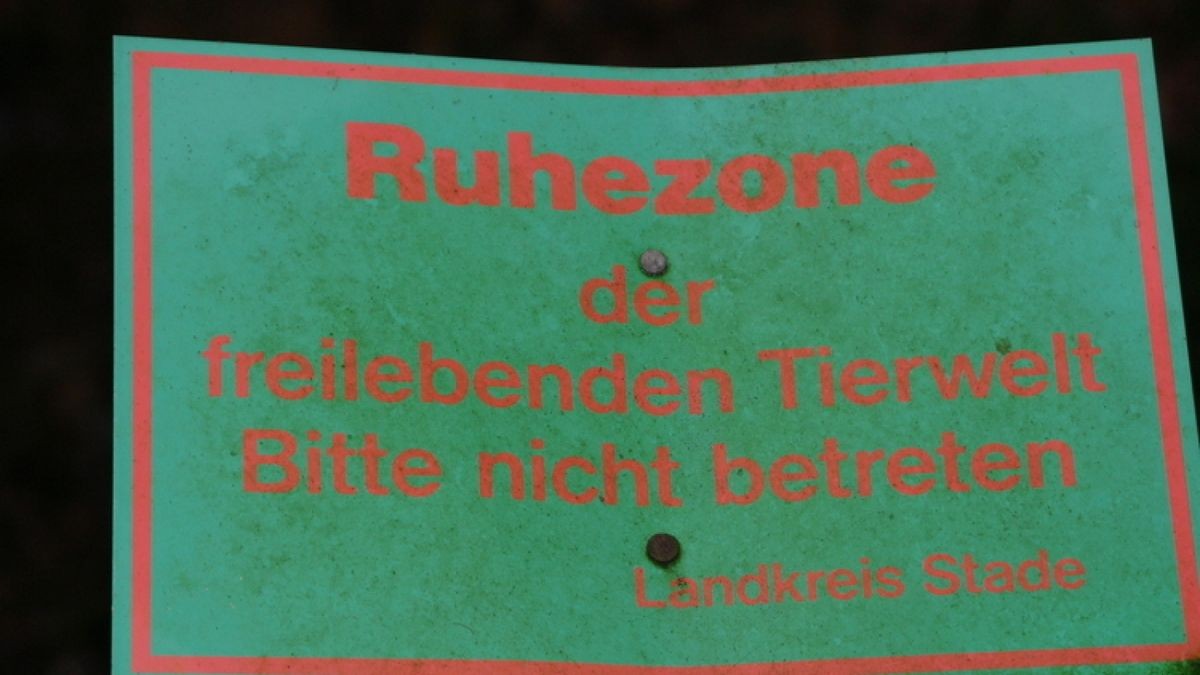 Ruhezone
der
freilebenden Tierwelt
Bitte nicht betreten
Landkreis Stade